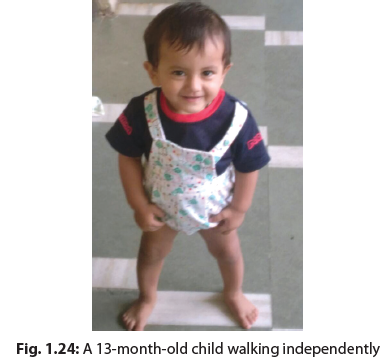 Fig. 1.24: A 13-month-old child walking independently